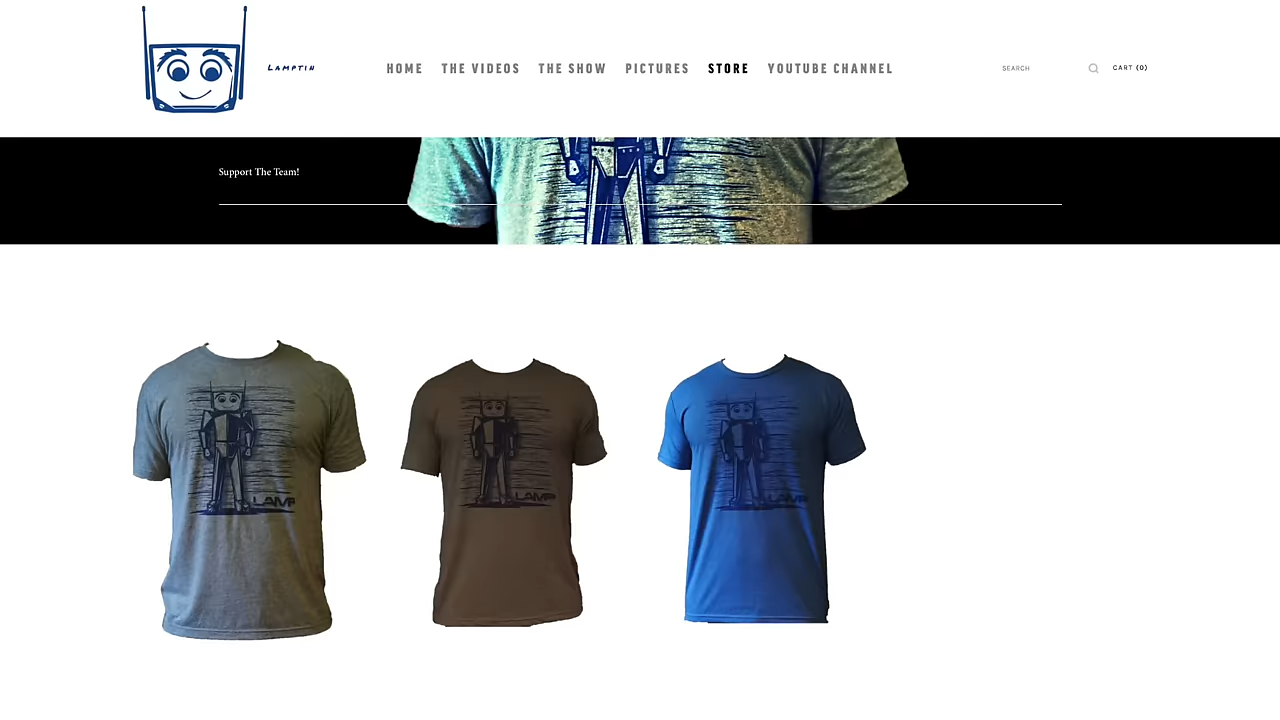 Lamptin
HOME THE VIDEOS THE SHOW PICTURES STORE YOUTUBE CHANNEL
SEARCH
CART (0)
Support The Team!
LAMP
LAMP
LAMP